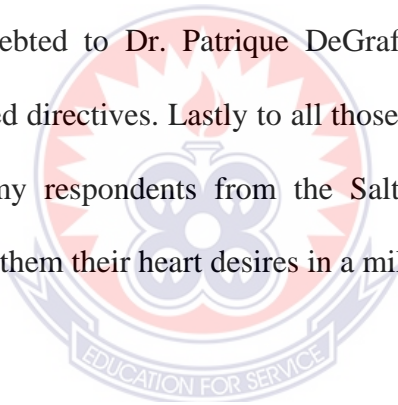 ebted to Dr. Patrique DeGraf
ed directives. Lastly to all those
my respondents from the Salt
them their heart desires in a mi
EDUCATION FOR SERVICE